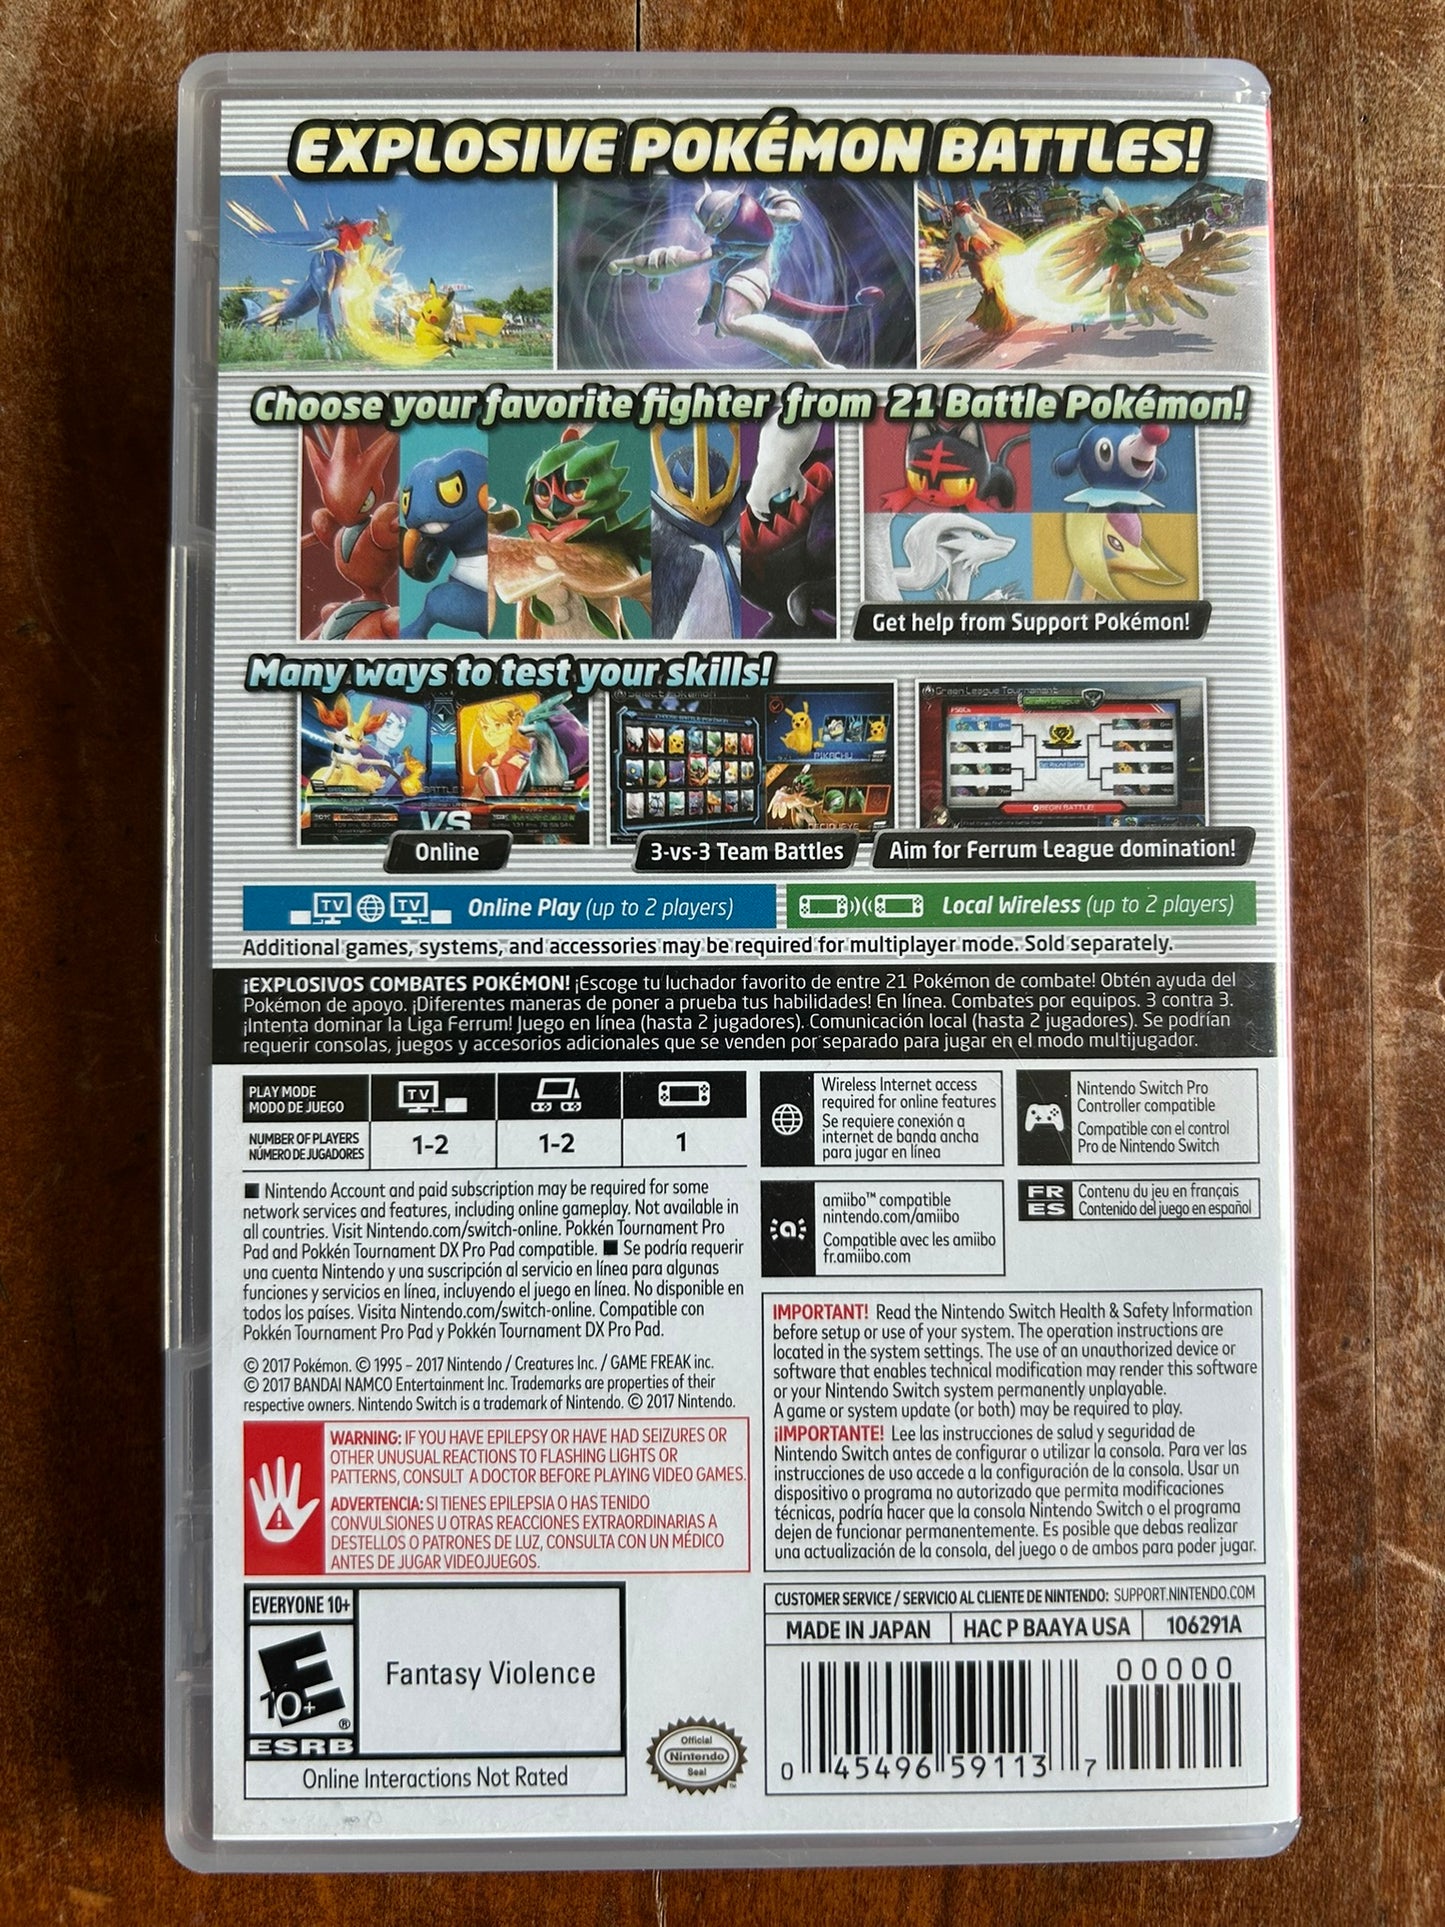 EXPLOSIVE POKÉMON BATTLES!
Choose your favorite fighter from 21 Battle Pokémon!
Get help from Support Pokémon!
Many ways to test your skills!
VS
Select Pokémon
PIKACHU
Green League Tournament
BEGIN BATTLE!
Online
3-vs-3 Team Battles
Aim for Ferrum League domination!
TV TV Online Play (up to 2 players)
Local Wireless (up to 2 players)
Additional games, systems, and accessories may be required for multiplayer mode. Sold separately.
¡EXPLOSIVOS COMBATES POKÉMON! ¡Escoge tu luchador favorito de entre 21 Pokémon de combate! Obtén ayuda del
Pokémon de apoyo. ¡Diferentes maneras de poner a prueba tus habilidades! En línea. Combates por equipos. 3 contra 3.
¡Intenta dominar la Liga Ferrum! Juego en línea (hasta 2 jugadores). Comunicación local (hasta 2 jugadores). Se podrían
requerir consolas, juegos y accesorios adicionales que se venden por separado para jugar en el modo multijugador.
PLAY MODE
MODO DE JUEGO
TV
NUMBER OF PLAYERS
NÚMERO DE JUGADORES
1-2
1-2
1
Wireless Internet access
required for online features
Se requiere conexión a
internet de banda ancha
para jugar en línea
Nintendo Switch Pro
Controller compatible
Compatible con el control
Pro de Nintendo Switch
amiibo™ compatible
nintendo.com/amiibo
Compatible avec les amiibo
fr.amiibo.com
FR
ES
Contenu du jeu en français
Contenido del juego en español
■ Nintendo Account and paid subscription may be required for some
network services and features, including online gameplay. Not available in
all countries. Visit Nintendo.com/switch-online. Pokkén Tournament Pro
Pad and Pokkén Tournament DX Pro Pad compatible. ■ Se podría requerir
una cuenta Nintendo y una suscripción al servicio en línea para algunas
funciones y servicios en línea, incluyendo el juego en línea. No disponible en
todos los países. Visita Nintendo.com/switch-online. Compatible con
Pokkén Tournament Pro Pad y Pokkén Tournament DX Pro Pad.
© 2017 Pokémon. © 1995 – 2017 Nintendo / Creatures Inc. / GAME FREAK inc.
© 2017 BANDAI NAMCO Entertainment Inc. Trademarks are properties of their
respective owners. Nintendo Switch is a trademark of Nintendo. © 2017 Nintendo.
WARNING: IF YOU HAVE EPILEPSY OR HAVE HAD SEIZURES OR
OTHER UNUSUAL REACTIONS TO FLASHING LIGHTS OR
PATTERNS, CONSULT A DOCTOR BEFORE PLAYING VIDEO GAMES.
ADVERTENCIA: SI TIENES EPILEPSIA O HAS TENIDO
CONVULSIONES U OTRAS REACCIONES EXTRAORDINARIAS A
DESTELLOS O PATRONES DE LUZ, CONSULTA CON UN MÉDICO
ANTES DE JUGAR VIDEOJUEGOS.
IMPORTANT! Read the Nintendo Switch Health & Safety Information
before setup or use of your system. The operation instructions are
located in the system settings. The use of an unauthorized device or
software that enables technical modification may render this software
or your Nintendo Switch system permanently unplayable.
A game or system update (or both) may be required to play.
¡IMPORTANTE! Lee las instrucciones de salud y seguridad de
Nintendo Switch antes de configurar o utilizar la consola. Para ver las
instrucciones de uso accede a la configuración de la consola. Usar un
dispositivo o programa no autorizado que permita modificaciones
técnicas, podría hacer que la consola Nintendo Switch o el programa
dejen de funcionar permanentemente. Es posible que debas realizar
una actualización de la consola, del juego o de ambos para poder jugar.
EVERYONE 10+
E
10+
®
ESRB
Fantasy Violence
Online Interactions Not Rated
Official
Nintendo
Seal
CUSTOMER SERVICE / SERVICIO AL CLIENTE DE NINTENDO: SUPPORT.NINTENDO.COM
MADE IN JAPAN HAC P BAAYA USA 106291A
00000
0 45496 59113 7